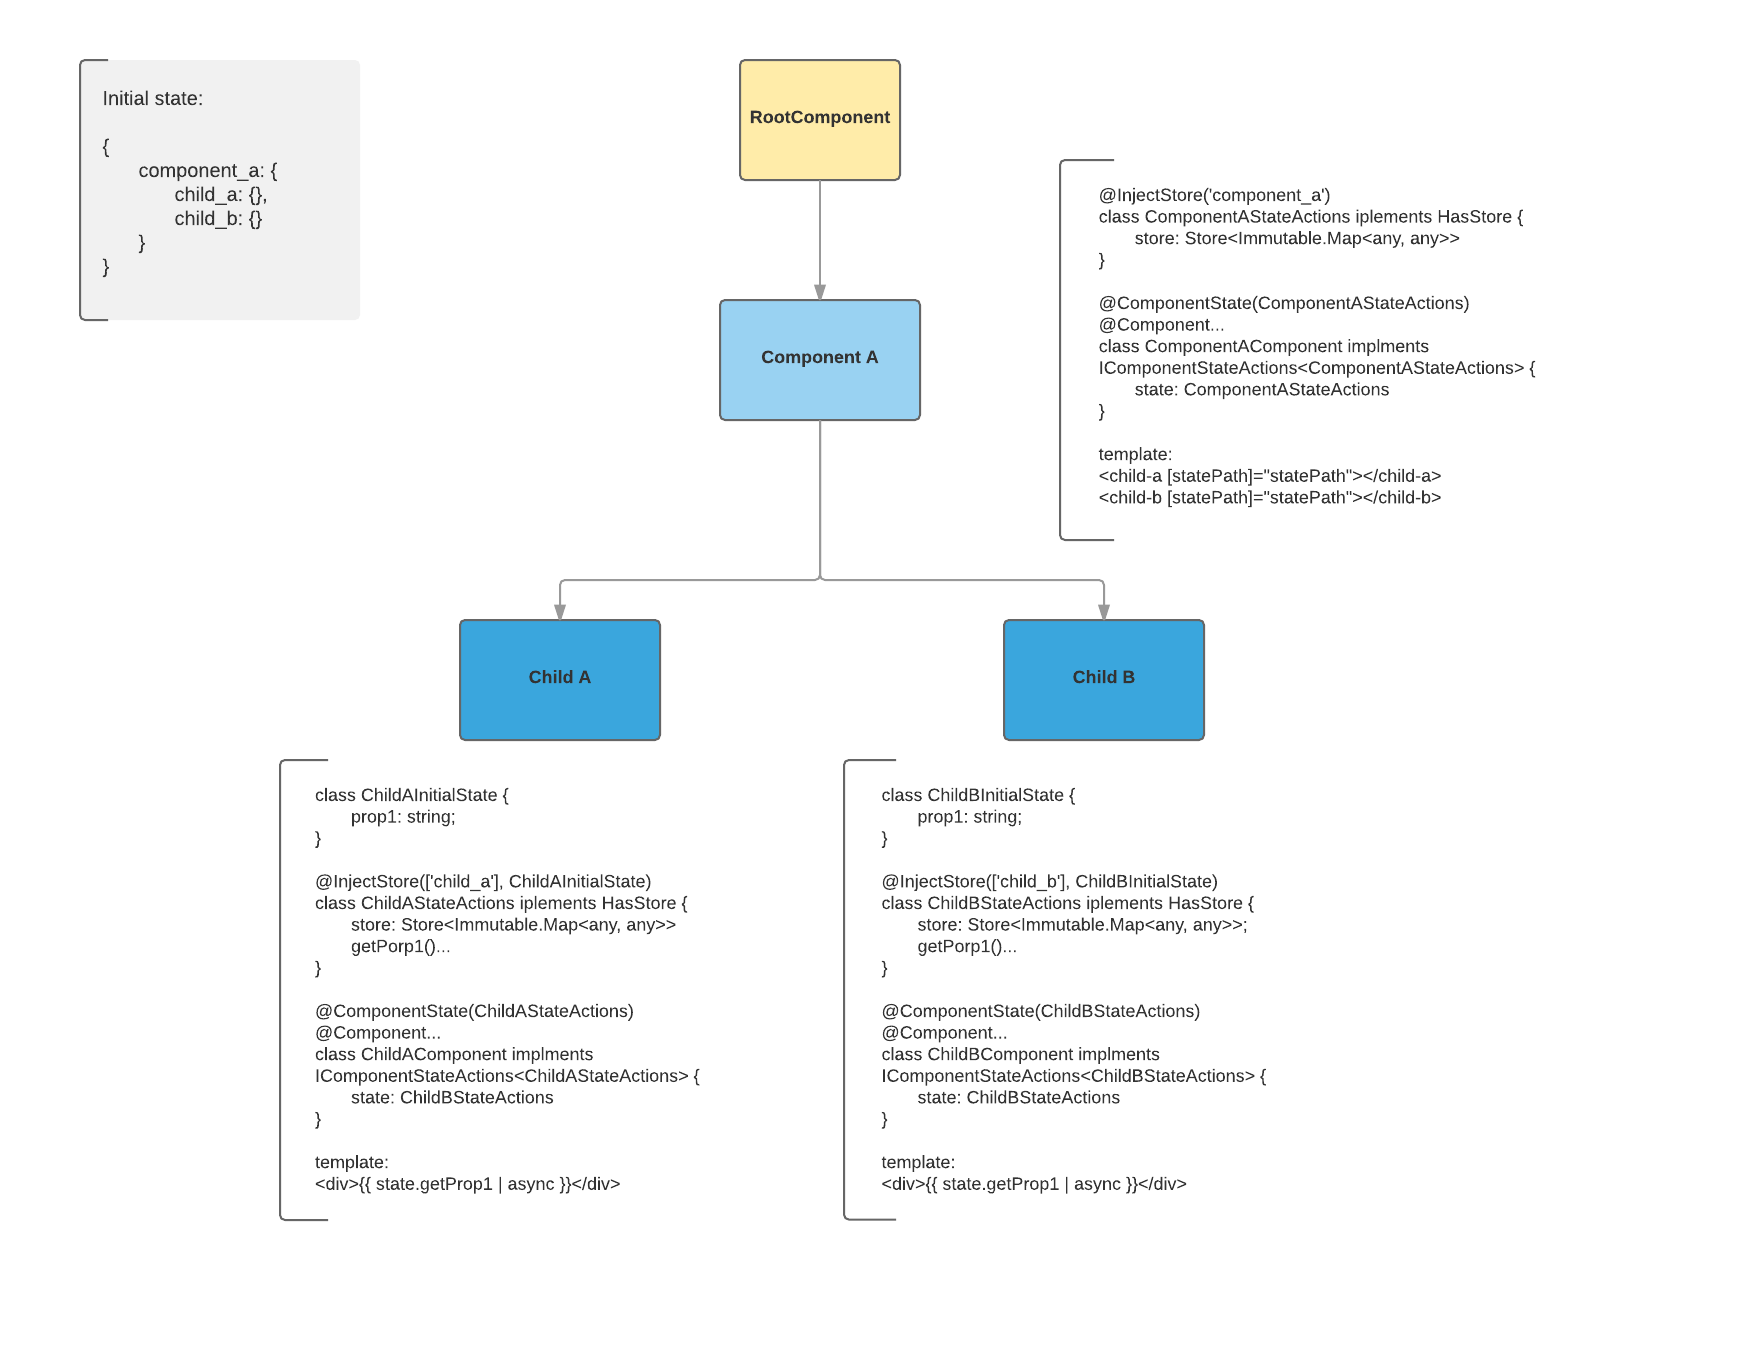 Initial state:
{
component_a: {
child_a: {},
child_b: {}
}
}
RootComponent
@InjectStore('component_a')
class ComponentAStateActions iplements HasStore {
store: Store<Immutable.Map<any, any>>
}
@ComponentState(ComponentAStateActions)
@Component...
class ComponentAComponent implments
IComponentStateActions<ComponentAStateActions> {
state: ComponentAStateActions
}
template:
<child-a [statePath]="statePath"></child-a>
<child-b [statePath]="statePath"></child-b>
Component A
Child A
Child B
class ChildAInitialState {
prop1: string;
}
@InjectStore(['child_a'], ChildAInitialState)
class ChildAStateActions iplements HasStore {
store: Store<Immutable.Map<any, any>>
getPorp1()...
}
@ComponentState(ChildAStateActions)
@Component...
class ChildAComponent implments
IComponentStateActions<ChildAStateActions> {
state: ChildBStateActions
}
template:
<div>{{ state.getProp1 | async }}</div>
class ChildBInitialState {
prop1: string;
}
@InjectStore(['child_b'], ChildBInitialState)
class ChildBStateActions iplements HasStore {
store: Store<Immutable.Map<any, any>>;
getPorp1()...
}
@ComponentState(ChildBStateActions)
@Component...
class ChildBComponent implments
IComponentStateActions<ChildBStateActions> {
state: ChildBStateActions
}
template:
<div>{{ state.getProp1 | async }}</div>